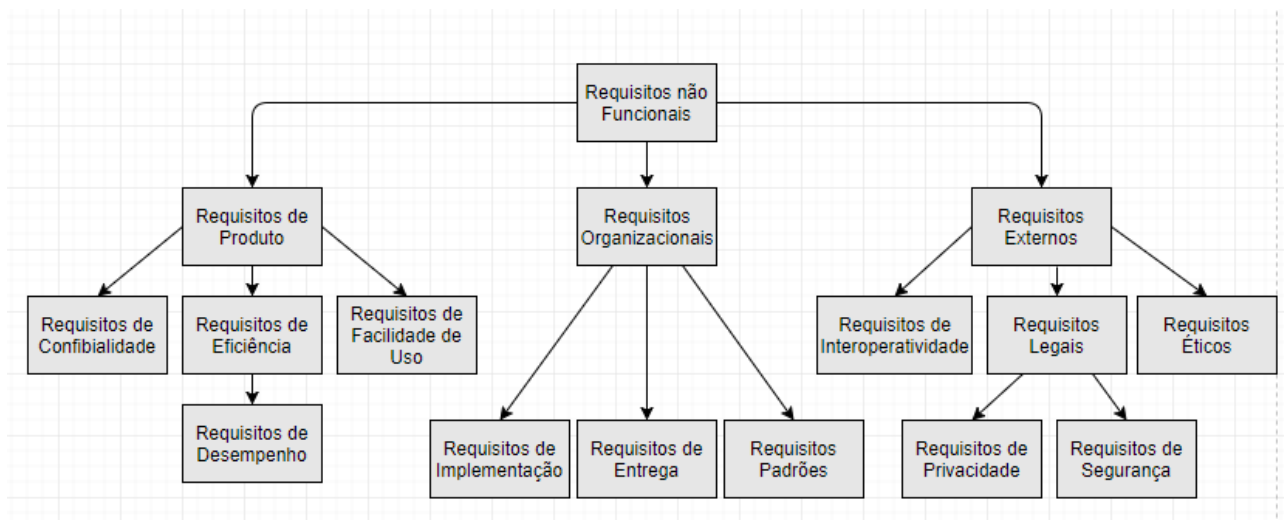 Requisitos não
Funcionais
Requisitos de
Produto
Requisitos
Organizacionais
Requisitos
Externos
Requisitos de
Confibialidade
Requisitos de
Eficiência
Requisitos de
Facilidade de
Uso
Requisitos de
Interoperatividade
Requisitos
Legais
Requisitos
Éticos
Requisitos de
Desempenho
Requisitos de
Implementação
Requisitos de
Entrega
Requisitos
Padrões
Requisitos de
Privacidade
Requisitos de
Segurança